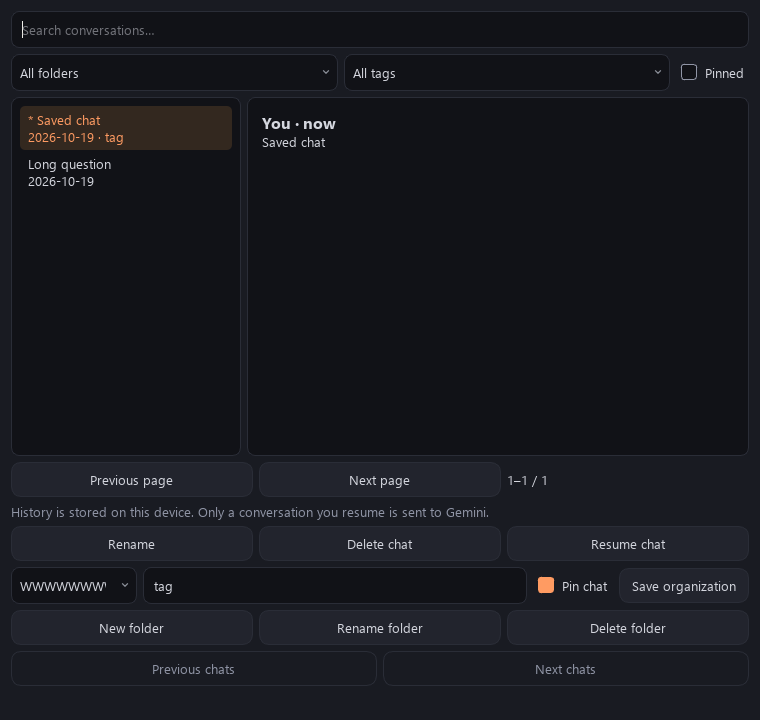 Search conversations...
All folders
All tags
Pinned
* Saved chat
2026-10-19 · tag
Long question
2026-10-19
You · now
Saved chat
Previous page
Next page
1–1 / 1
History is stored on this device. Only a conversation you resume is sent to Gemini.
Rename
Delete chat
Resume chat
tag
Pin chat
Save organization
New folder
Rename folder
Delete folder
Previous chats
Next chats